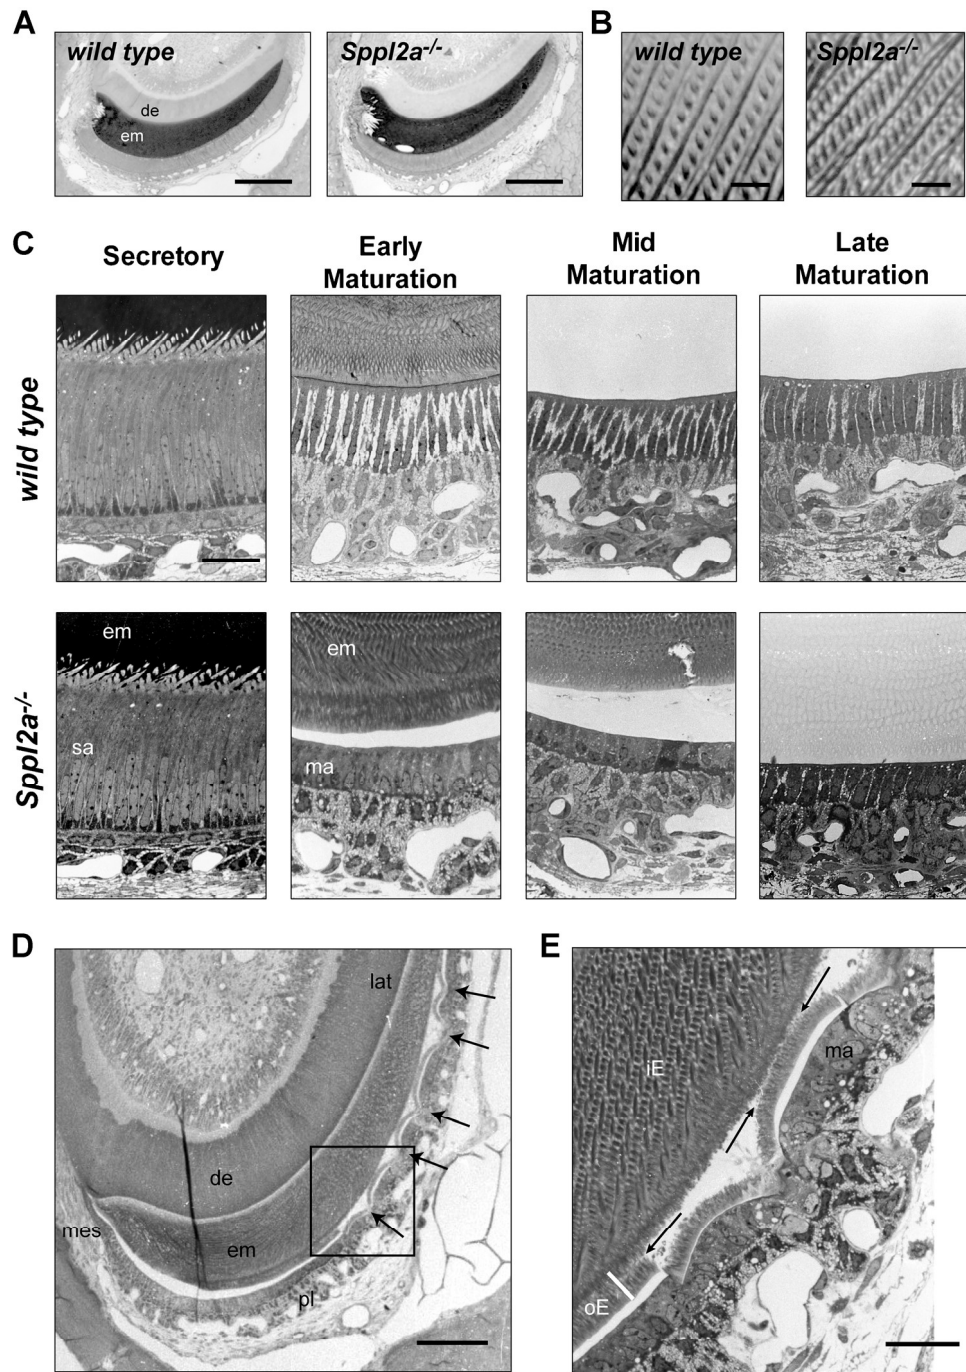 A
wild type
Sppl2a-/-
de
em
B
wild type
Sppl2a-/-
C
Secretory
Early
Maturation
Mid
Maturation
Late
Maturation
wild type
Sppl2a-/-
em
sa
em
ma
D
lat
de
mes
em
pl
E
iE
ma
oE